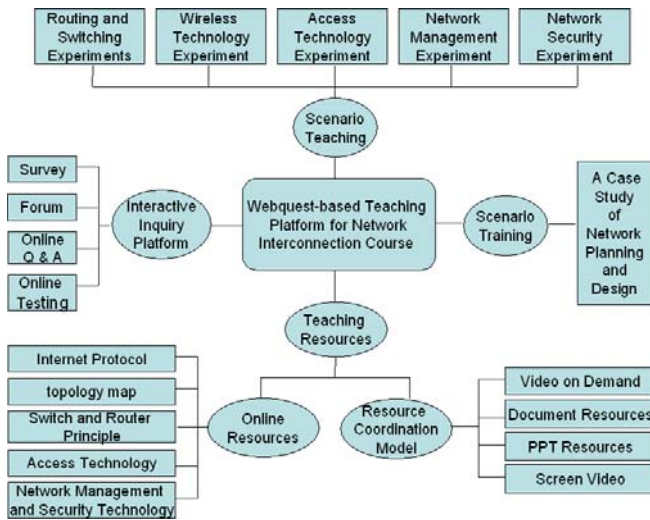 Routing and
Switching
Experiments
Wireless
Technology
Experiment
Access
Technology
Experiment
Network
Management
Experiment
Network
Security
Experiment
Scenario
Teaching
Survey
Forum
Online
Q & A
Online
Testing
Interactive
Inquiry
Platform
Webquest-based Teaching
Platform for Network
Interconnection Course
Scenario
Training
A Case
Study
of
Network
Planning
and
Design
Teaching
Resources
Internet Protocol
topology map
Switch and Router
Principle
Access Technology
Network Management
and Security Technology
Online
Resources
Resource
Coordination
Model
Video on Demand
Document Resources
PPT Resources
Screen Video